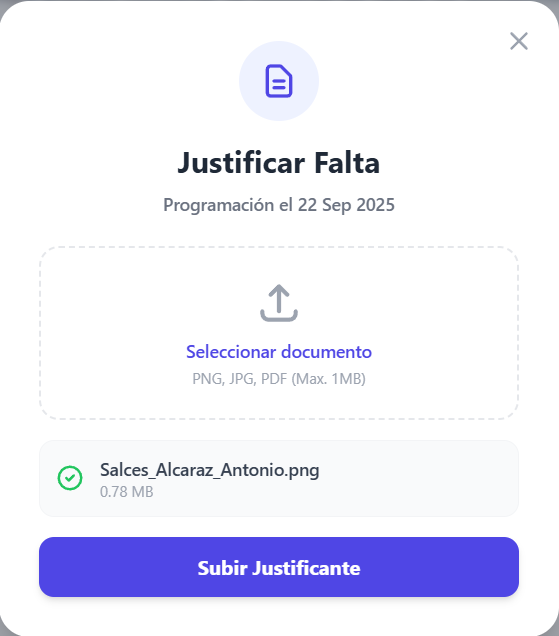 Justificar Falta
Programación el 22 Sep 2025
Seleccionar documento
PNG, JPG, PDF (Max. 1MB)
Salces_Alcaraz_Antonio.png
0.78 MB
Subir Justificante